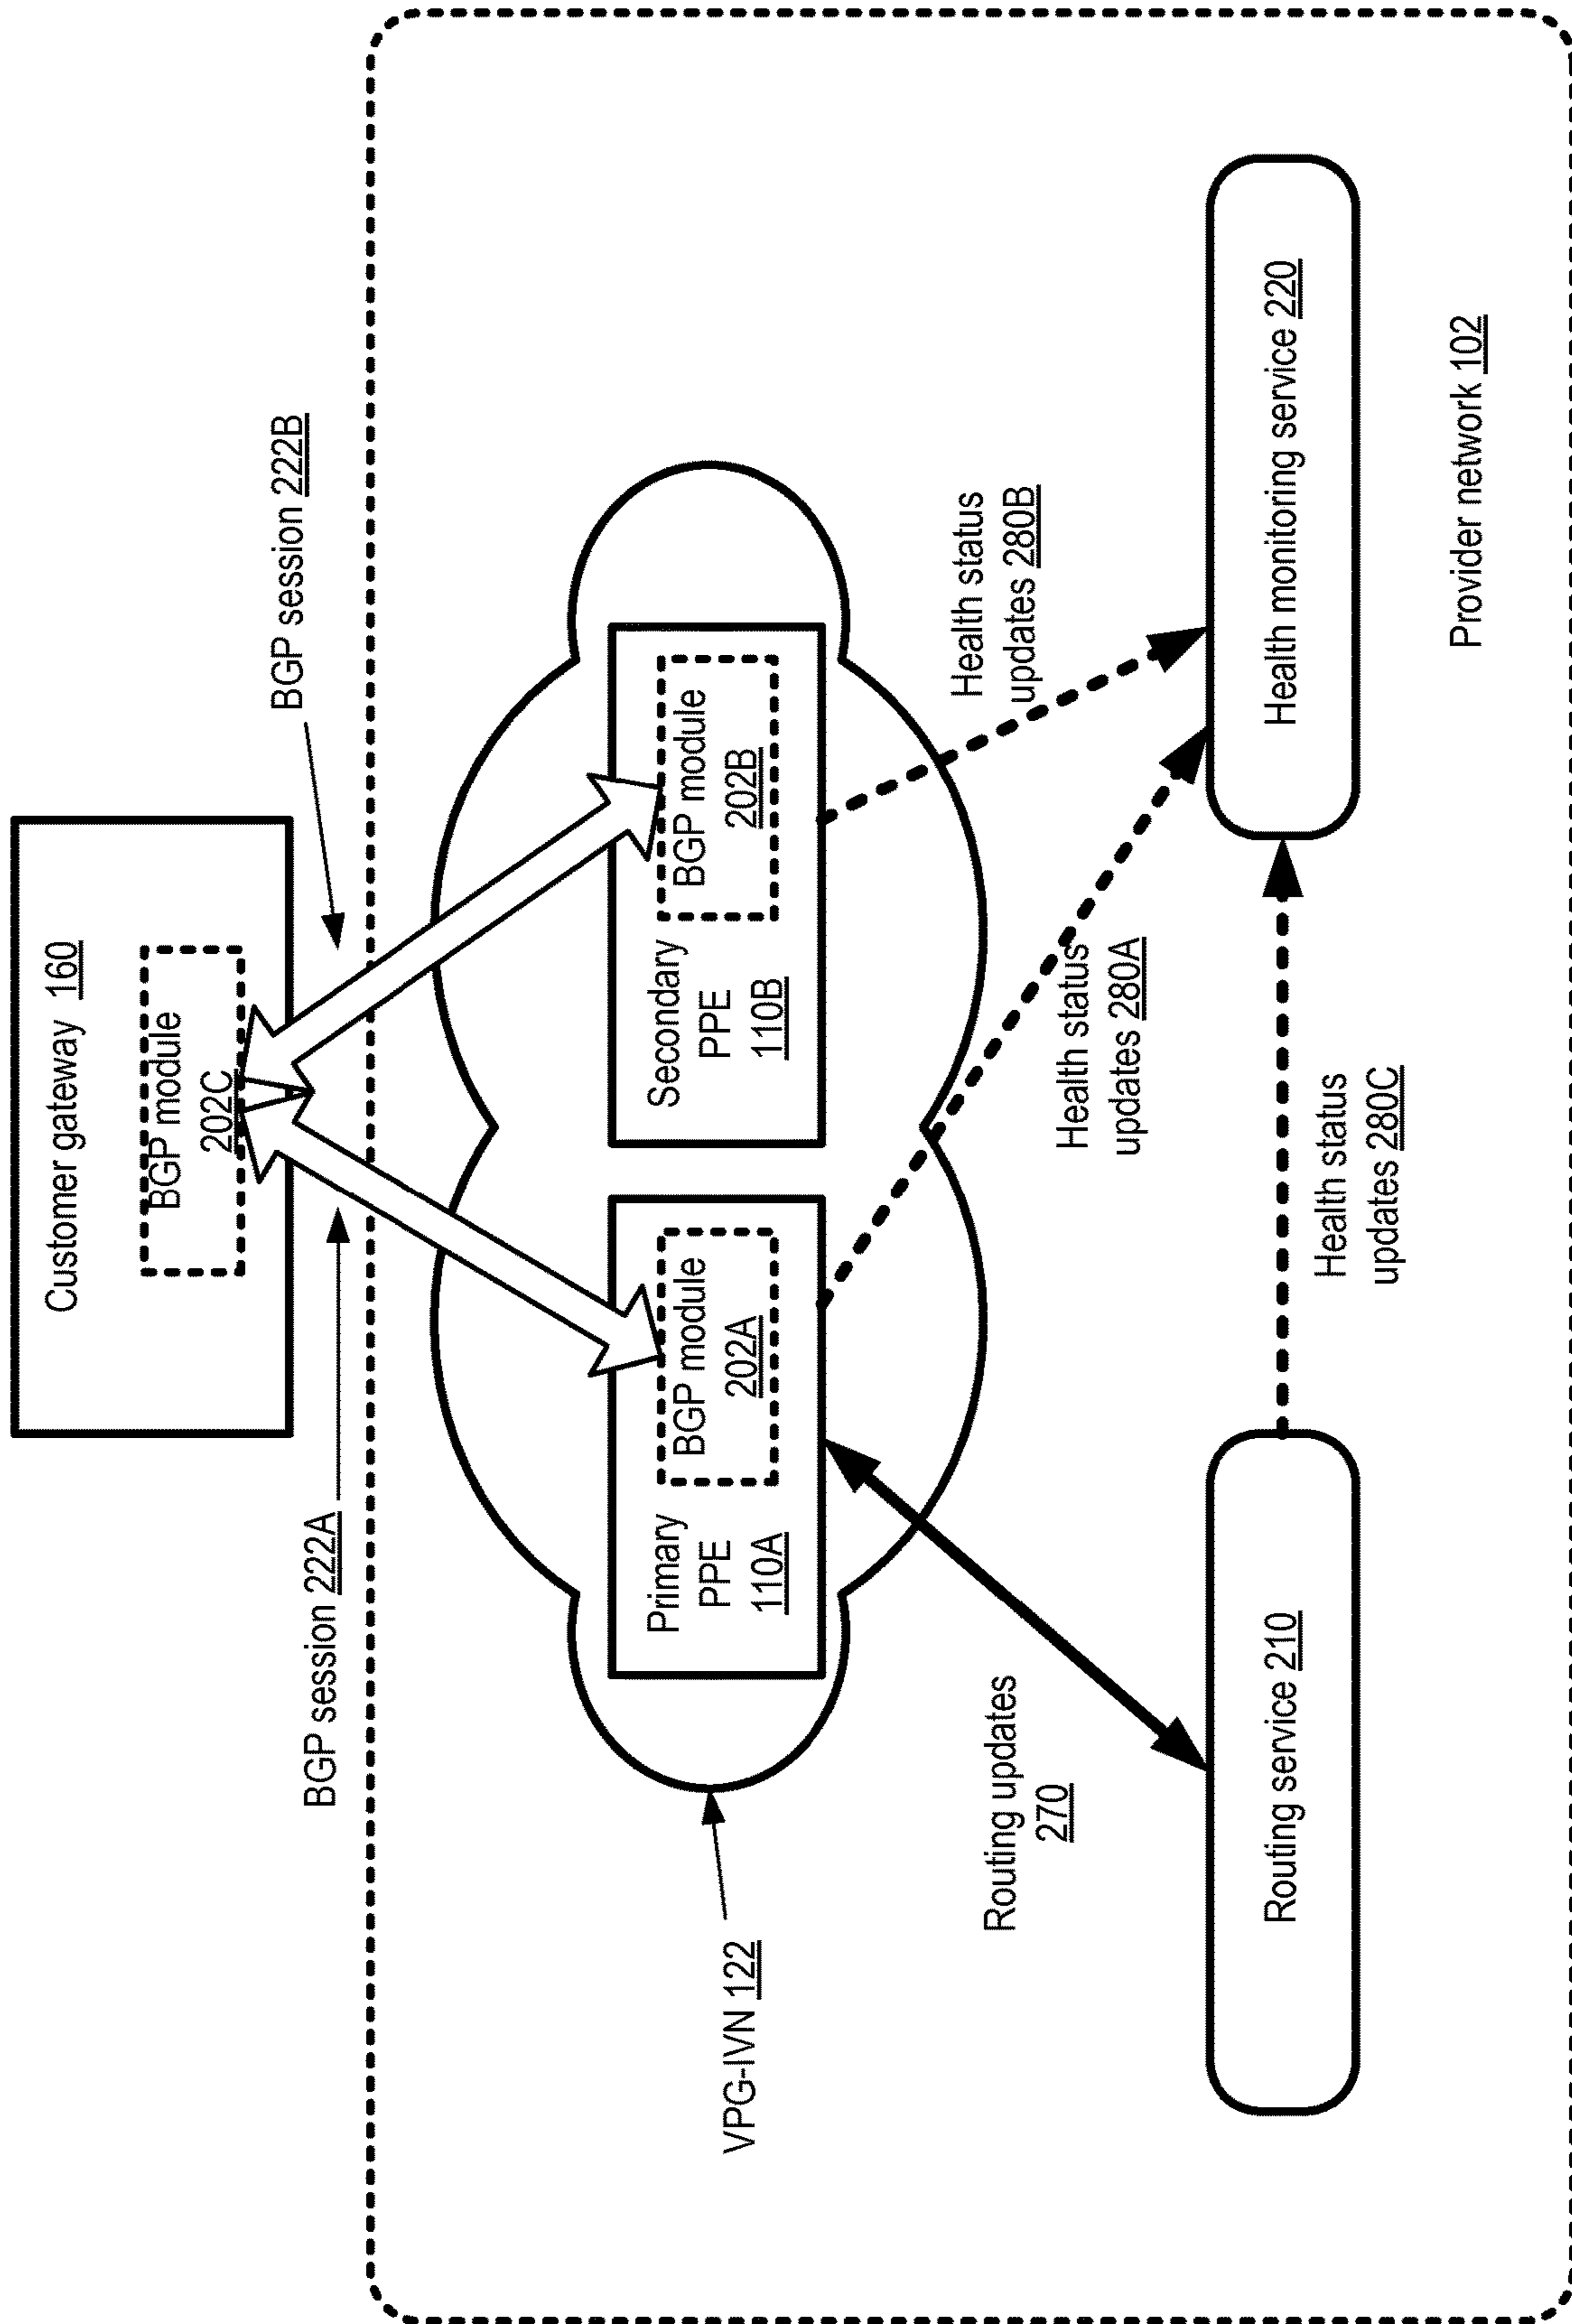 Customer gateway 160
BGP module
202C
BGP session 222A
BGP session 222B
VPG-IVN 122
Primary
PPE
110A
BGP module
202A
Secondary
PPE
110B
BGP module
202B
Routing updates
270
Health status
updates 280A
Health status
updates 280B
Routing service 210
Health status
updates 280C
Health monitoring service 220
Provider network 102